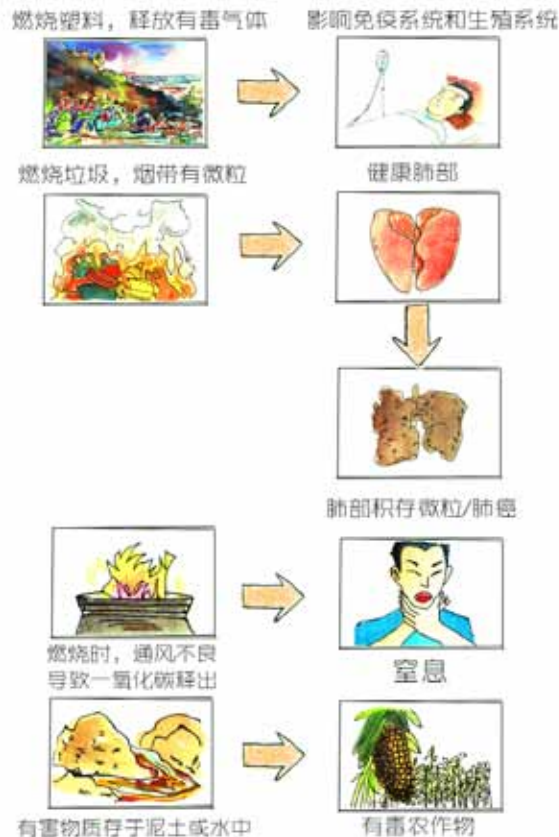 燃烧塑料，释放有毒气体
影响免疫系统和生殖系统
燃烧垃圾，烟带有微粒
健康肺部
肺部积存微粒/肺癌
燃烧时，通风不良
导致一氧化碳释出
窒息
有害物质存于泥土或水中
有毒农作物